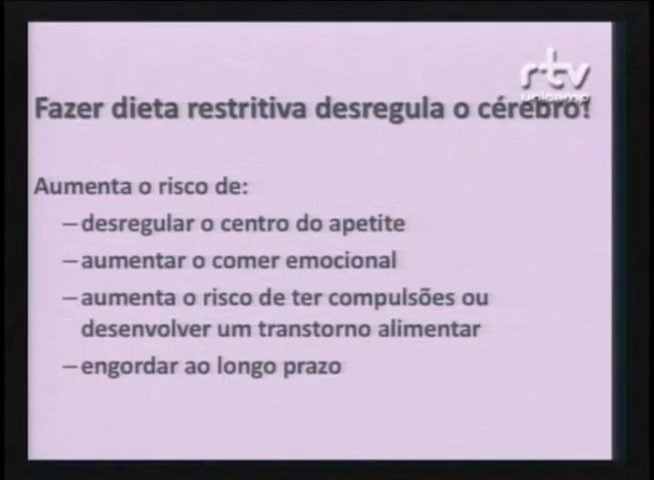 rtv
unicamp
Fazer dieta restritiva desregula o cérebro!
Aumenta o risco de:
–desregular o centro do apetite
–aumentar o comer emocional
–aumenta o risco de ter compulsões ou
desenvolver um transtorno alimentar
–engordar ao longo prazo